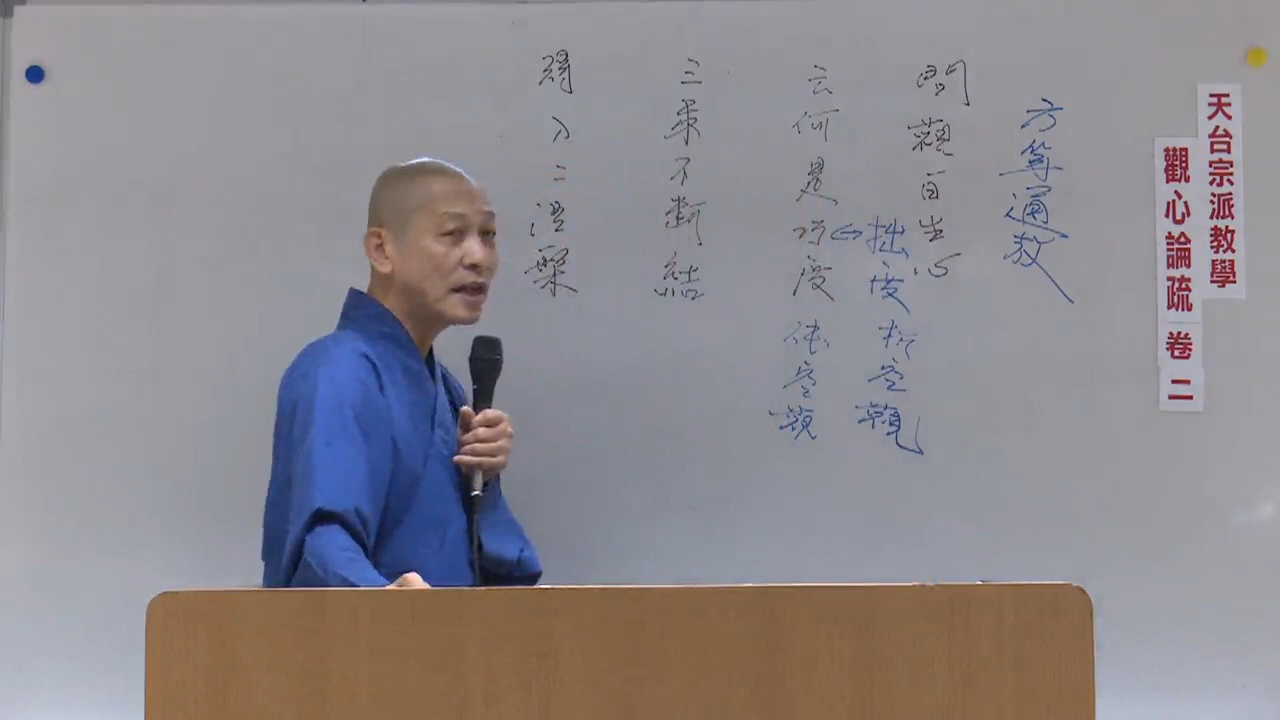 天台宗派教學
觀心論疏 卷二
方等通教
問觀自生心
云何是巧度 體空觀
拙度析空觀
三乘不斷結
得入二涅槃